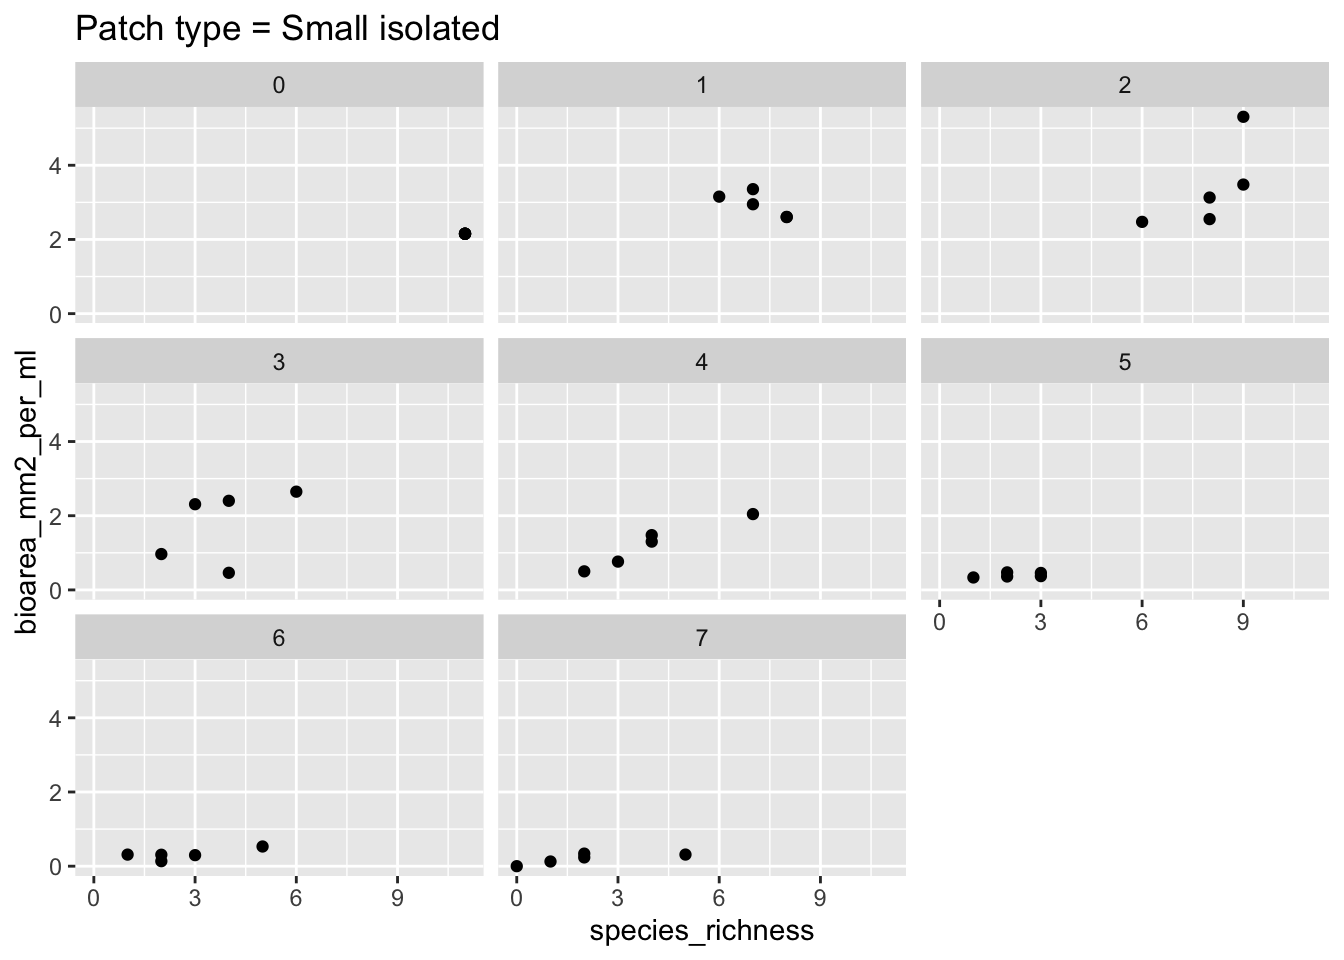 Patch type = Small isolated
0 1 2
4
2
0
3 4 5
4
2
0
0 3 6 9
6 7
4
2
0
0 3 6 9 0 3 6 9
species_richness
bioarea_mm2_per_ml